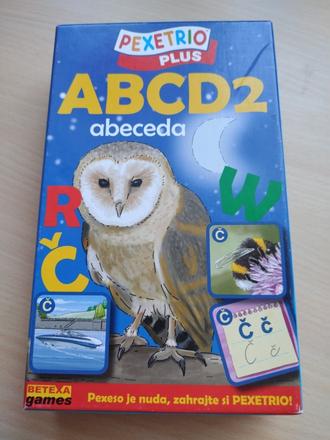 PEXETRIO
PLUS
ABCD2
abeceda
R
W
Č
Č
Č
Č
Č č
Č č
BETEXA
games
Pexeso je nuda, zahrajte si PEXETRIO!